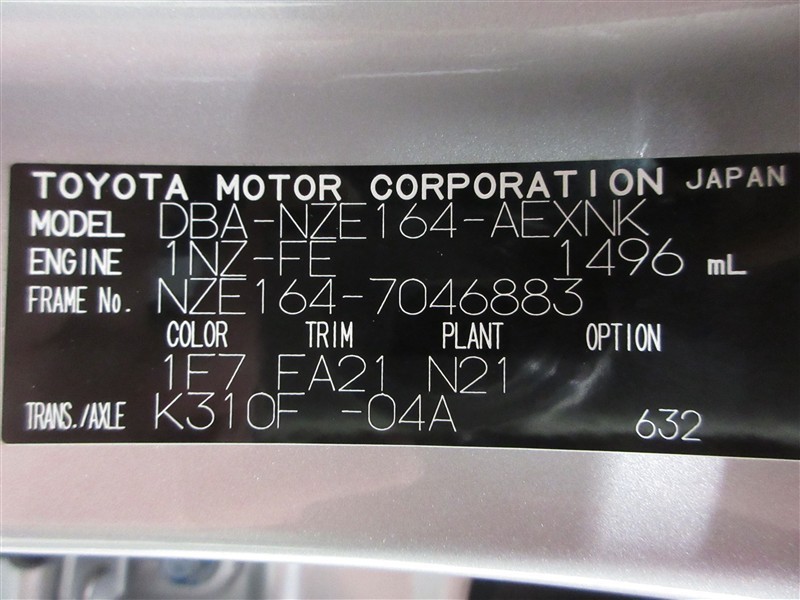 TOYOTA MOTOR CORPORATION JAPAN
MODEL DBA-NZE164-AEXNK
ENGINE 1NZ-FE 1496 mL
FRAME No. NZE164-7046883
COLOR TRIM PLANT OPTION
1F7 FA21 N21
TRANS./AXLE K310F -04A 632